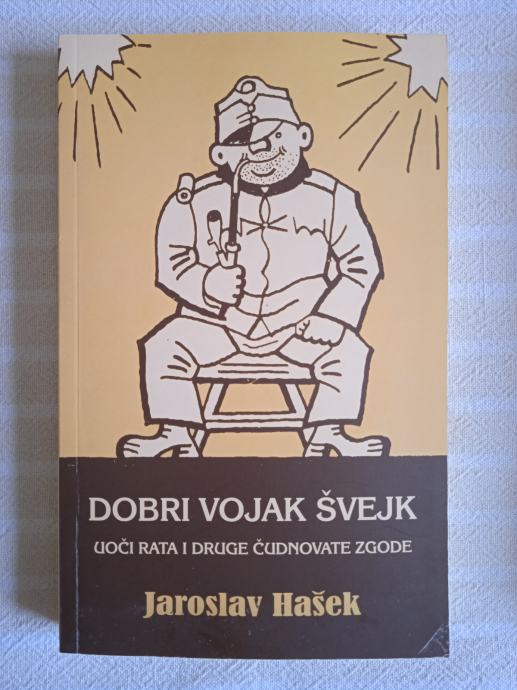 DOBRI VOJAK ŠVEJK
UOČI RATA I DRUGE ČUDNOVATE ZGODE
Jaroslav Hašek